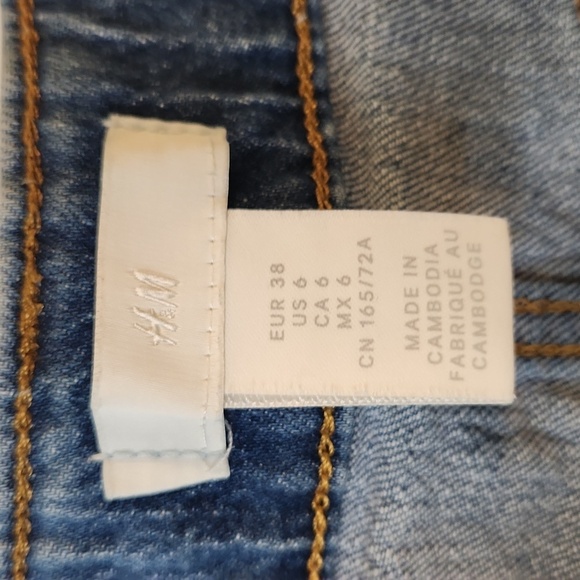 H&M
EUR 38
US 6
CA 6
MX 6
CN 165/72A
MADE IN
CAMBODIA
FABRIQUÉ AU
CAMBODGE